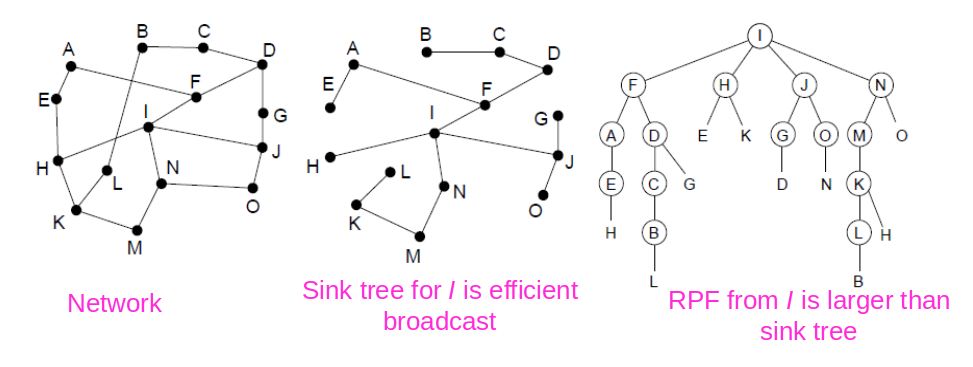 B C
A D
F
E I G
H J
L N
K O
M
Network
B C
A D
E F
I G
H L J
N
K O
M
Sink tree for I is efficient
broadcast
I
F H J N
A D E K G O M O
E C G D N K
H B L H
L B
RPF from I is larger than
sink tree